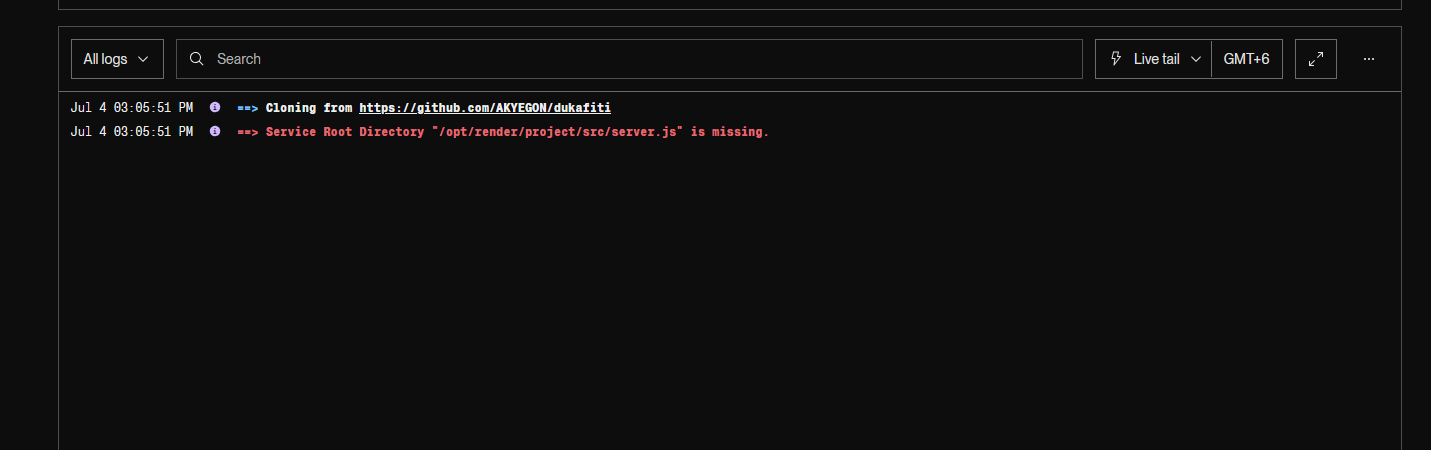 All logs
Search
Live tail
GMT+6
...
Jul 4 03:05:51 PM ==> Cloning from https://github.com/AKYEGON/dukafiti
Jul 4 03:05:51 PM ==> Service Root Directory "/opt/render/project/src/server.js" is missing.